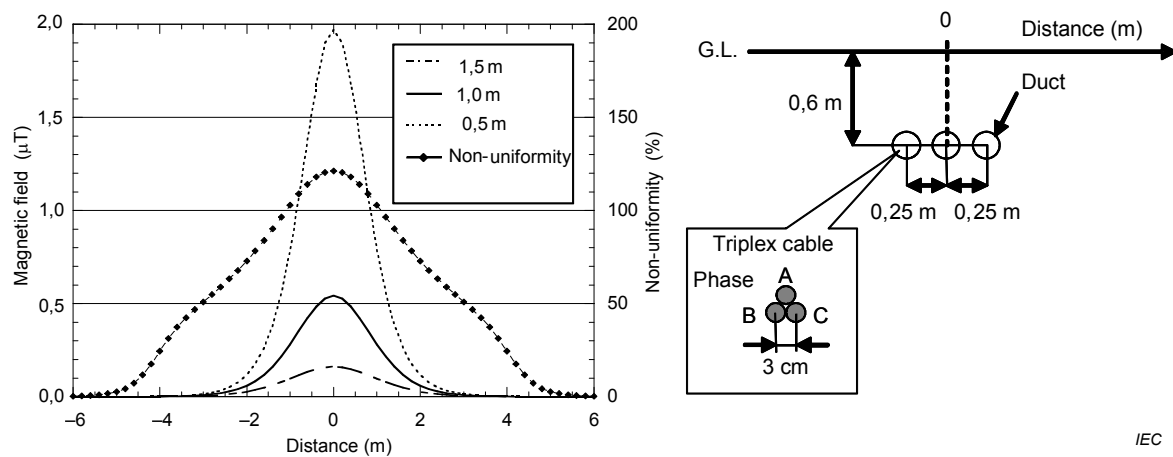 2,0
1,5
1,0
0,5
0,0
Magnetic field (µT)
200
150
100
50
0
Non-uniformity (%)
–6 –4 –2 0 2 4 6
Distance (m)
1,5 m
1,0 m
0,5 m
Non-uniformity
0
G.L.
Distance (m)
0,6 m
Duct
0,25 m 0,25 m
Triplex cable
Phase
A
B C
3 cm
IEC